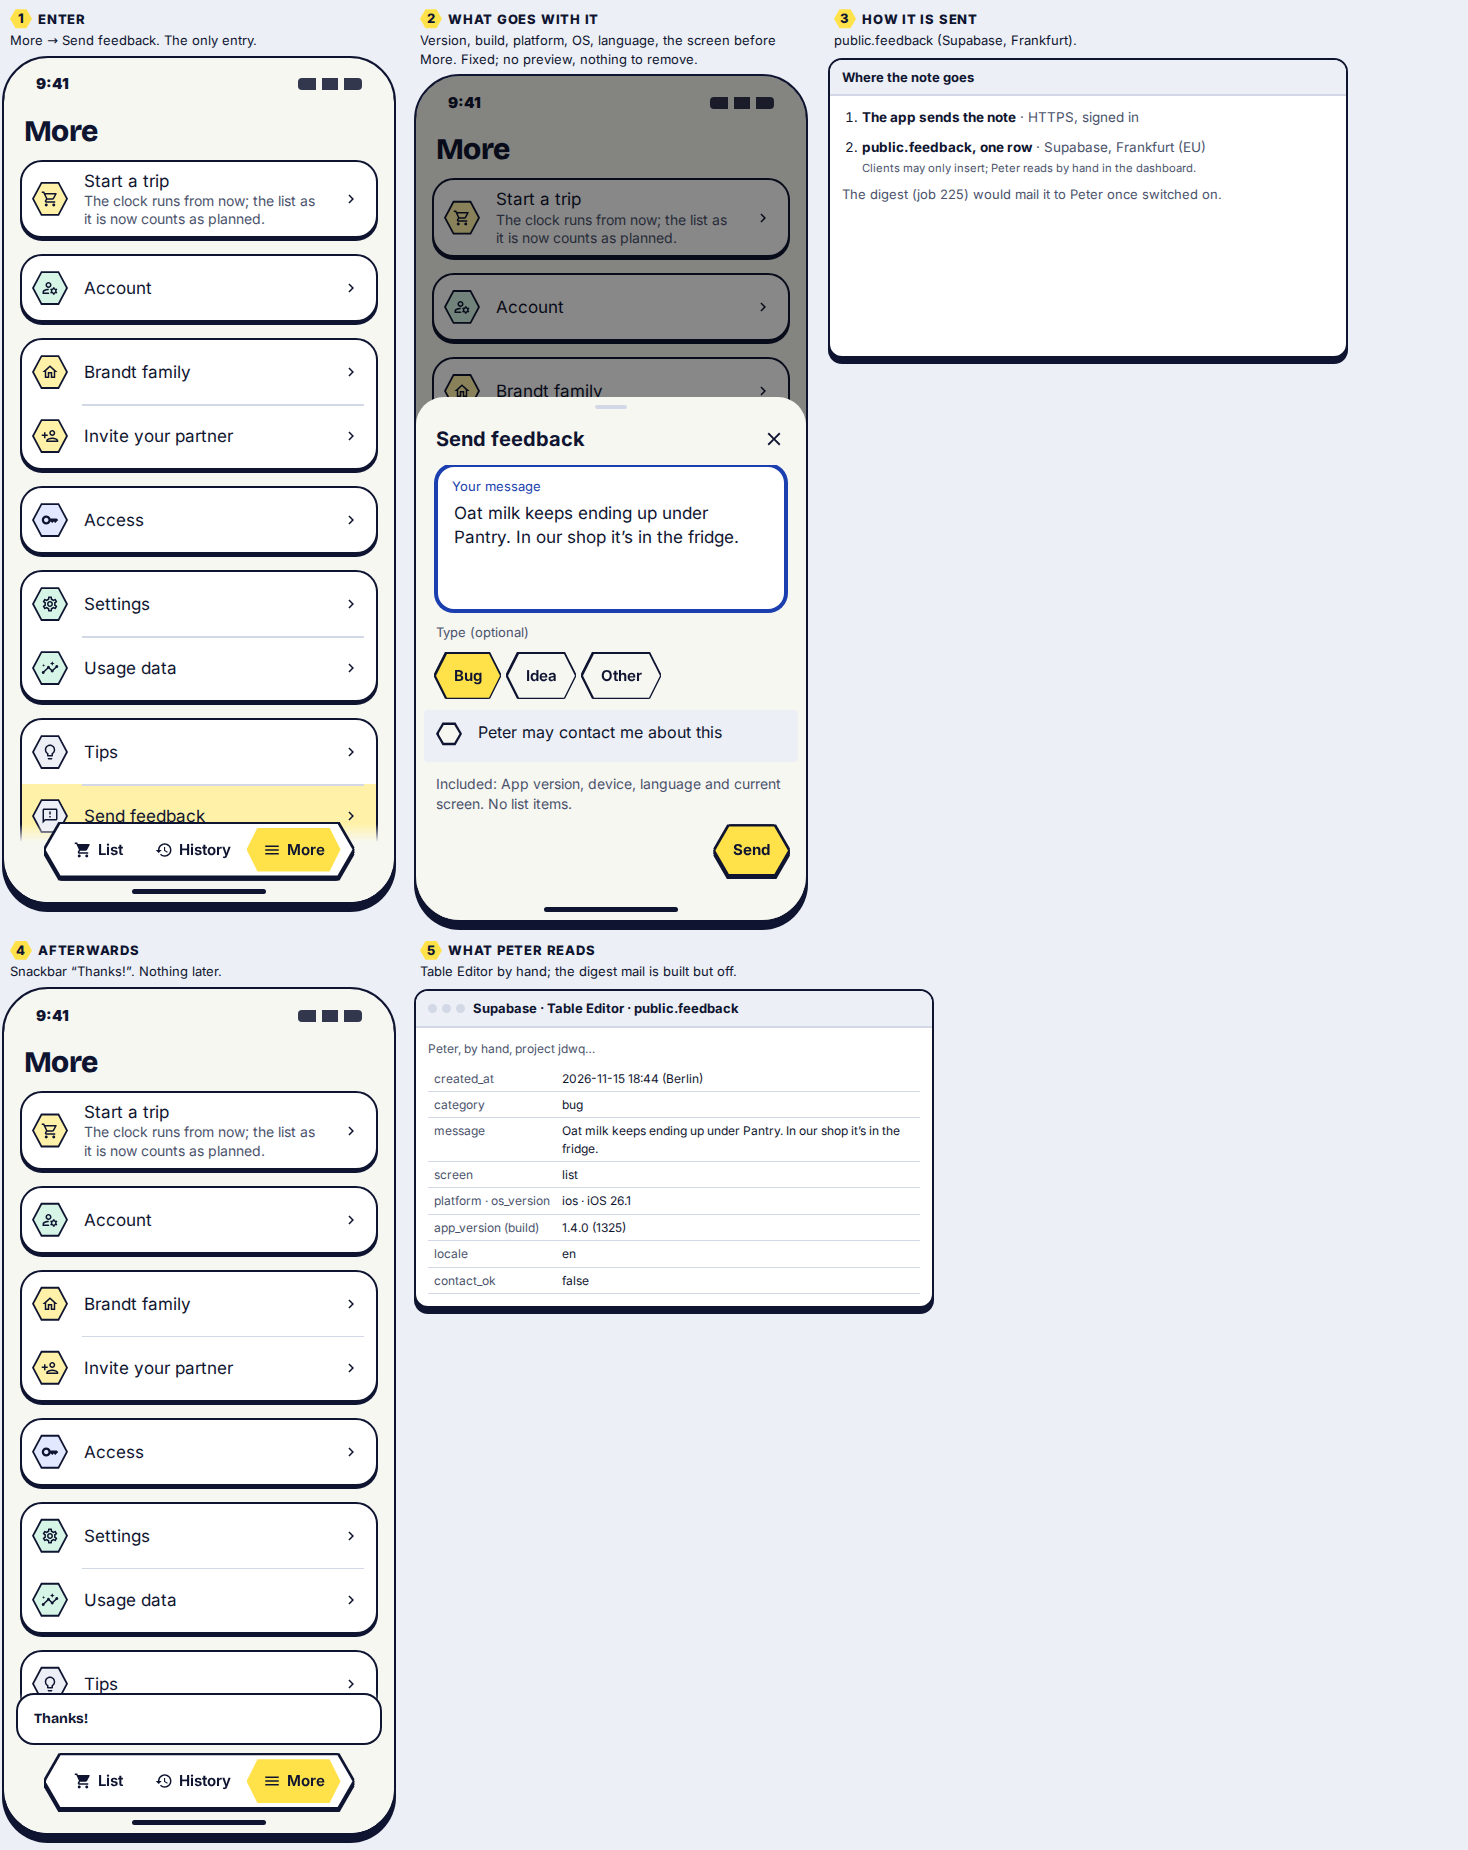 1 ENTER
More → Send feedback. The only entry.
9:41
More
Start a trip
The clock runs from now; the list as
it is now counts as planned.
Account
Brandt family
Invite your partner
Access
Settings
Usage data
Tips
Send feedback
List
History
More
2 WHAT GOES WITH IT
Version, build, platform, OS, language, the screen before
More. Fixed; no preview, nothing to remove.
9:41
More
Start a trip
The clock runs from now; the list as
it is now counts as planned.
Account
Brandt family
Send feedback
Your message
Oat milk keeps ending up under
Pantry. In our shop it’s in the fridge.
Type (optional)
Bug
Idea
Other
Peter may contact me about this
Included: App version, device, language and current
screen. No list items.
Send
3 HOW IT IS SENT
public.feedback (Supabase, Frankfurt).
Where the note goes
1. The app sends the note · HTTPS, signed in
2. public.feedback, one row · Supabase, Frankfurt (EU)
Clients may only insert; Peter reads by hand in the dashboard.
The digest (job 225) would mail it to Peter once switched on.
4 AFTERWARDS
Snackbar “Thanks!”. Nothing later.
9:41
More
Start a trip
The clock runs from now; the list as
it is now counts as planned.
Account
Brandt family
Invite your partner
Access
Settings
Usage data
Tips
Thanks!
List
History
More
5 WHAT PETER READS
Table Editor by hand; the digest mail is built but off.
Supabase · Table Editor · public.feedback
Peter, by hand, project jdwq…
created_at 2026-11-15 18:44 (Berlin)
category bug
message Oat milk keeps ending up under Pantry. In our shop it’s in the
fridge.
screen list
platform · os_version ios · iOS 26.1
app_version (build) 1.4.0 (1325)
locale en
contact_ok false